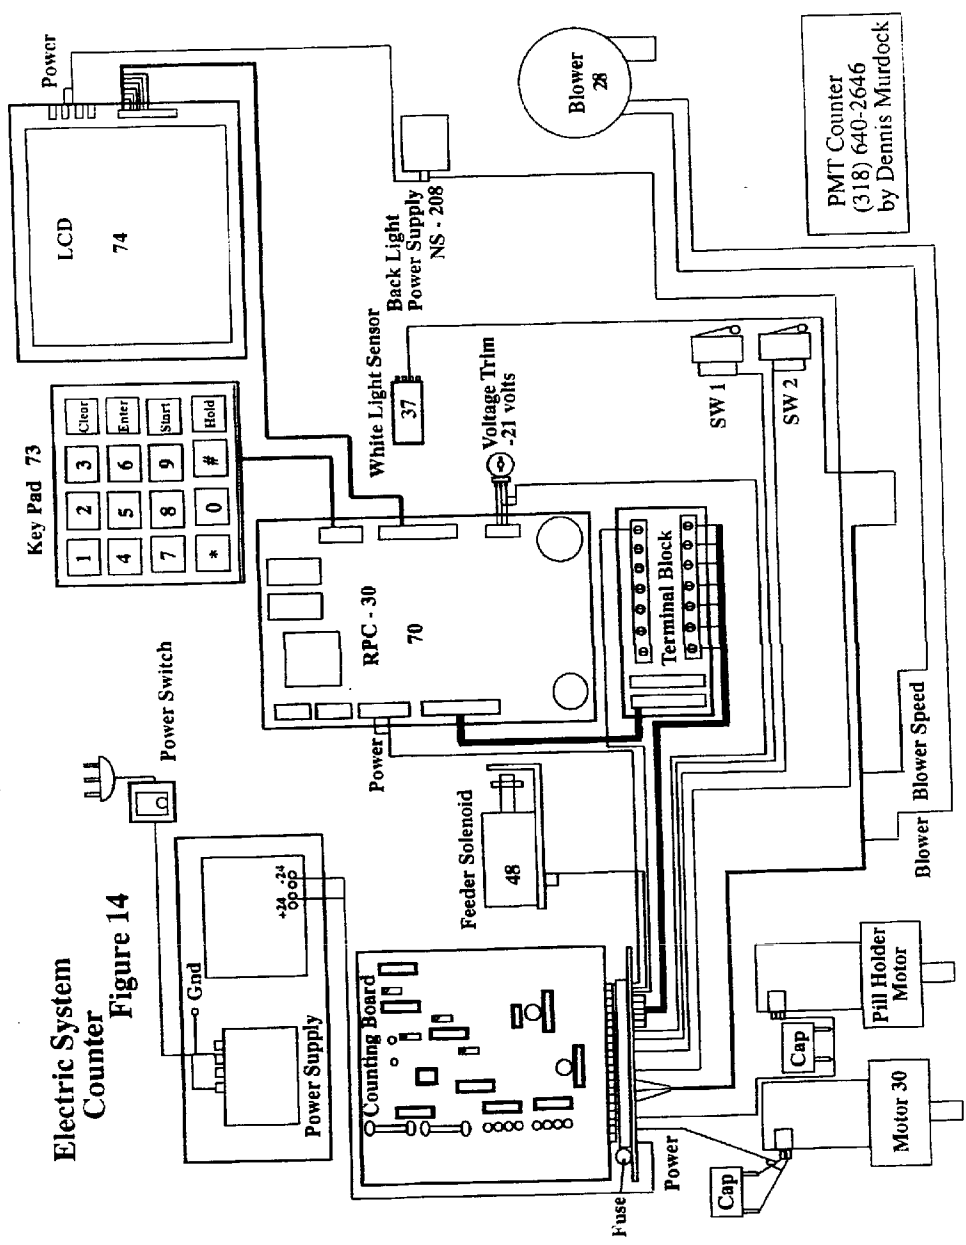 Electric System
Counter
Figure 14
Power Switch
Key Pad 73
1
2
3
Clear
4
5
6
Enter
7
8
9
Start
*
0
#
Hold
LCD
74
Power
Gnd
Power Supply
+24
-24
RPC - 30
70
Power
White Light Sensor
37
Back Light
Power Supply
NS - 208
Voltage Trim
-21 volts
Blower
28
Counting Board
Feeder Solenoid
48
Terminal Block
SW 1
SW 2
Fuse
Power
Cap
Motor 30
Cap
Pill Holder
Motor
Blower
Blower Speed
PMT Counter
(318) 640-2646
by Dennis Murdock